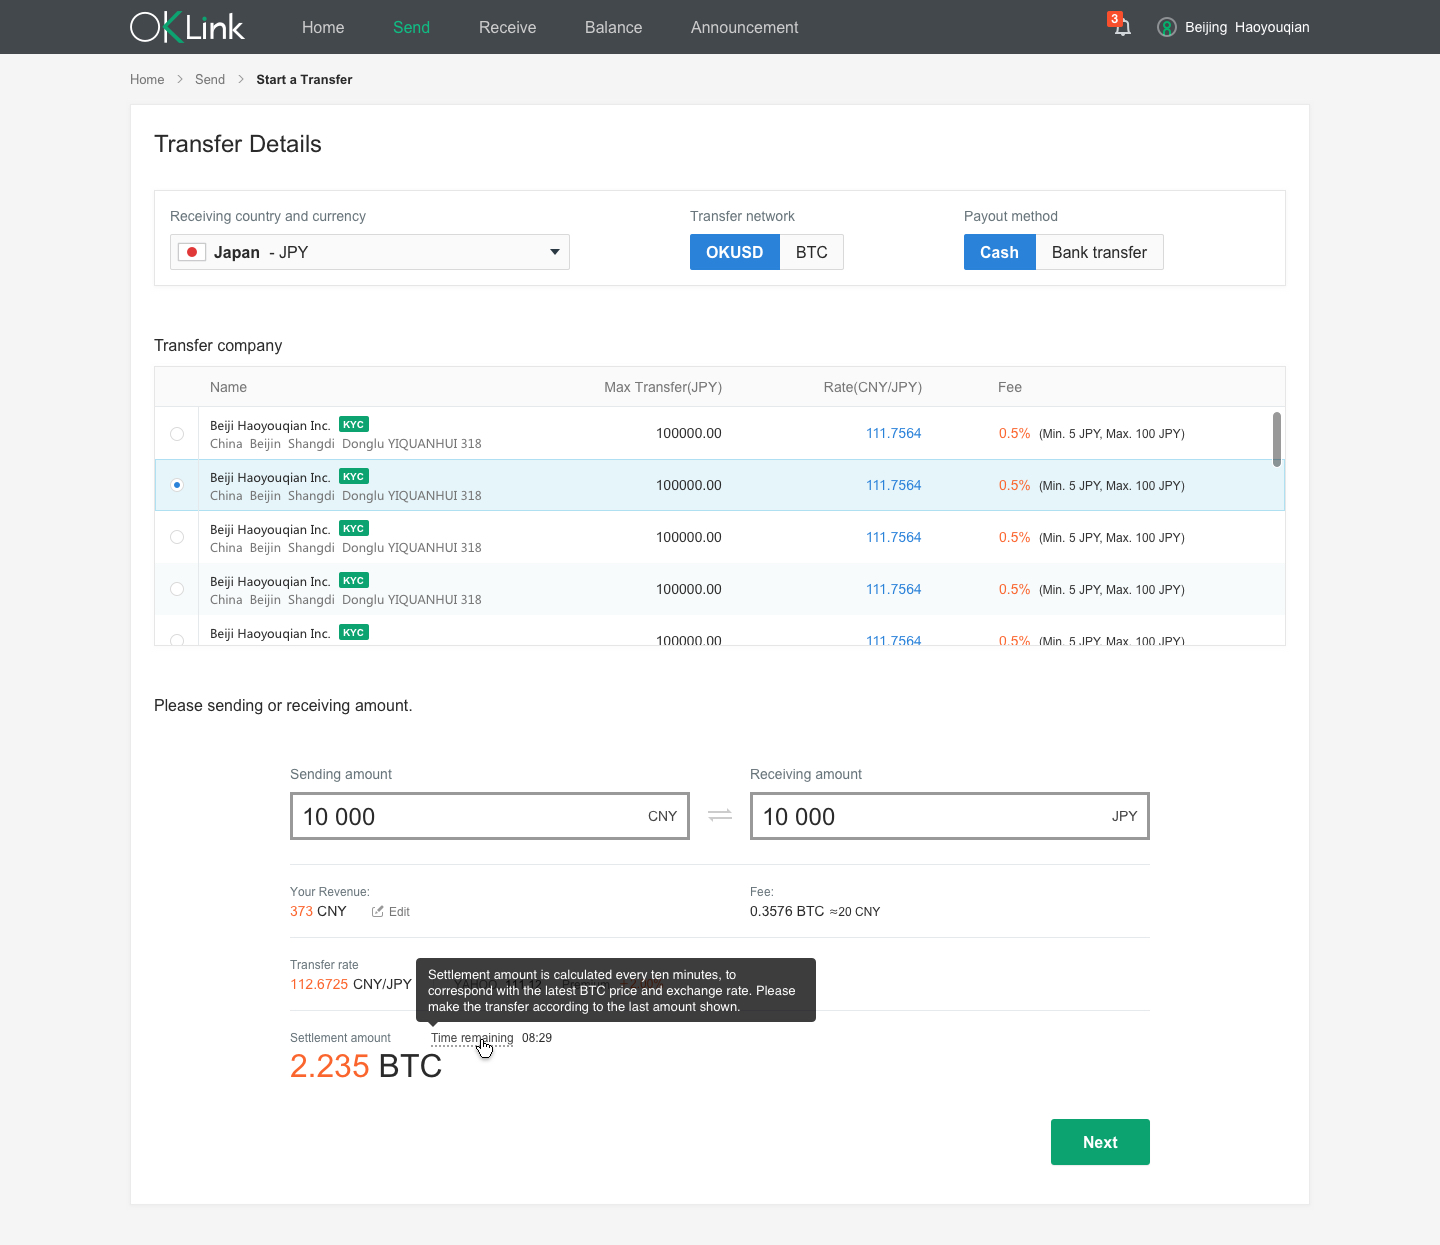 OKLink Home Send Receive Balance Announcement 3 Beijing Haoyouqian
Home > Send > Start a Transfer
Transfer Details
Receiving country and currency Transfer network Payout method
Japan - JPY OKUSD BTC Cash Bank transfer
Transfer company
Name Max Transfer(JPY) Rate(CNY/JPY) Fee
Beiji Haoyouqian Inc. KYC
China Beijin Shangdi Donglu YIQUANHUI 318 100000.00 111.7564 0.5% (Min. 5 JPY, Max. 100 JPY)
Beiji Haoyouqian Inc. KYC
China Beijin Shangdi Donglu YIQUANHUI 318 100000.00 111.7564 0.5% (Min. 5 JPY, Max. 100 JPY)
Beiji Haoyouqian Inc. KYC
China Beijin Shangdi Donglu YIQUANHUI 318 100000.00 111.7564 0.5% (Min. 5 JPY, Max. 100 JPY)
Beiji Haoyouqian Inc. KYC
China Beijin Shangdi Donglu YIQUANHUI 318 100000.00 111.7564 0.5% (Min. 5 JPY, Max. 100 JPY)
Beiji Haoyouqian Inc. KYC
100000.00 111.7564 0.5% (Min. 5 JPY, Max. 100 JPY)
Please sending or receiving amount.
Sending amount Receiving amount
10 000 CNY 10 000 JPY
Your Revenue: Fee:
373 CNY Edit 0.3576 BTC ≈20 CNY
Transfer rate
112.6725 CNY/JPY
Settlement amount is calculated every ten minutes, to
correspond with the latest BTC price and exchange rate. Please
make the transfer according to the last amount shown.
Settlement amount Time remaining 08:29
2.235 BTC
Next